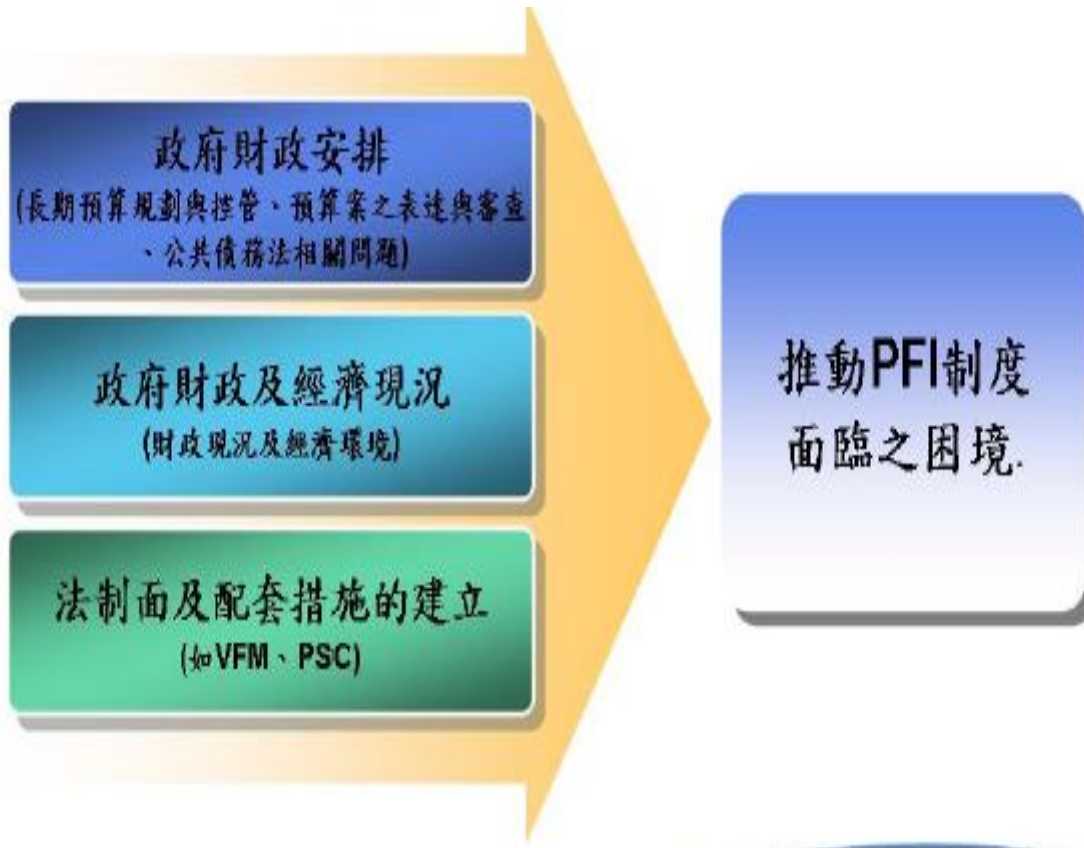 政府財政安排
(長期預算規劃與控管、預算案之表達與審查
、公共債務法相關問題)
政府財政及經濟現況
(財政現況及經濟環境)
法制面及配套措施的建立
(如VFM、PSC)
推動PFI制度
面臨之困境.